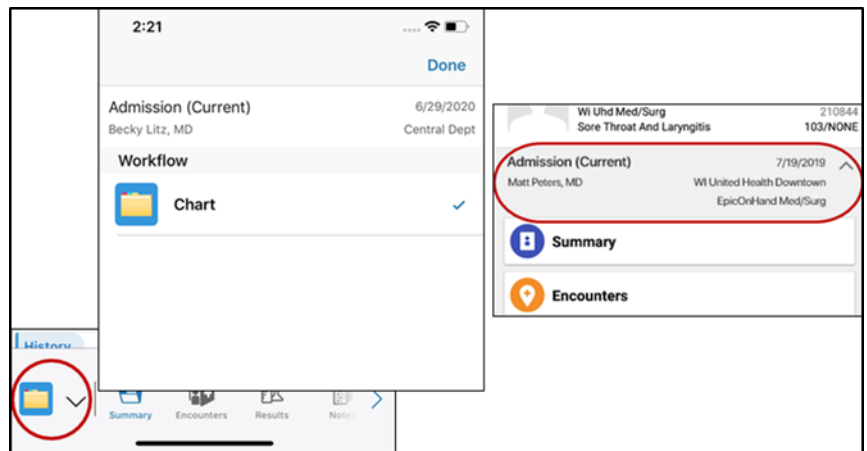 2:21
Done
Admission (Current) 6/29/2020
Becky Litz, MD Central Dept
Workflow
Chart
Wi Uhd Med/Surg 210844
Sore Throat And Laryngitis 103/NONE
Admission (Current) 7/19/2019
Matt Peters, MD WI United Health Downtown
EpicOnHand Med/Surg
Summary
Encounters
History
Summary Encounters Results Note